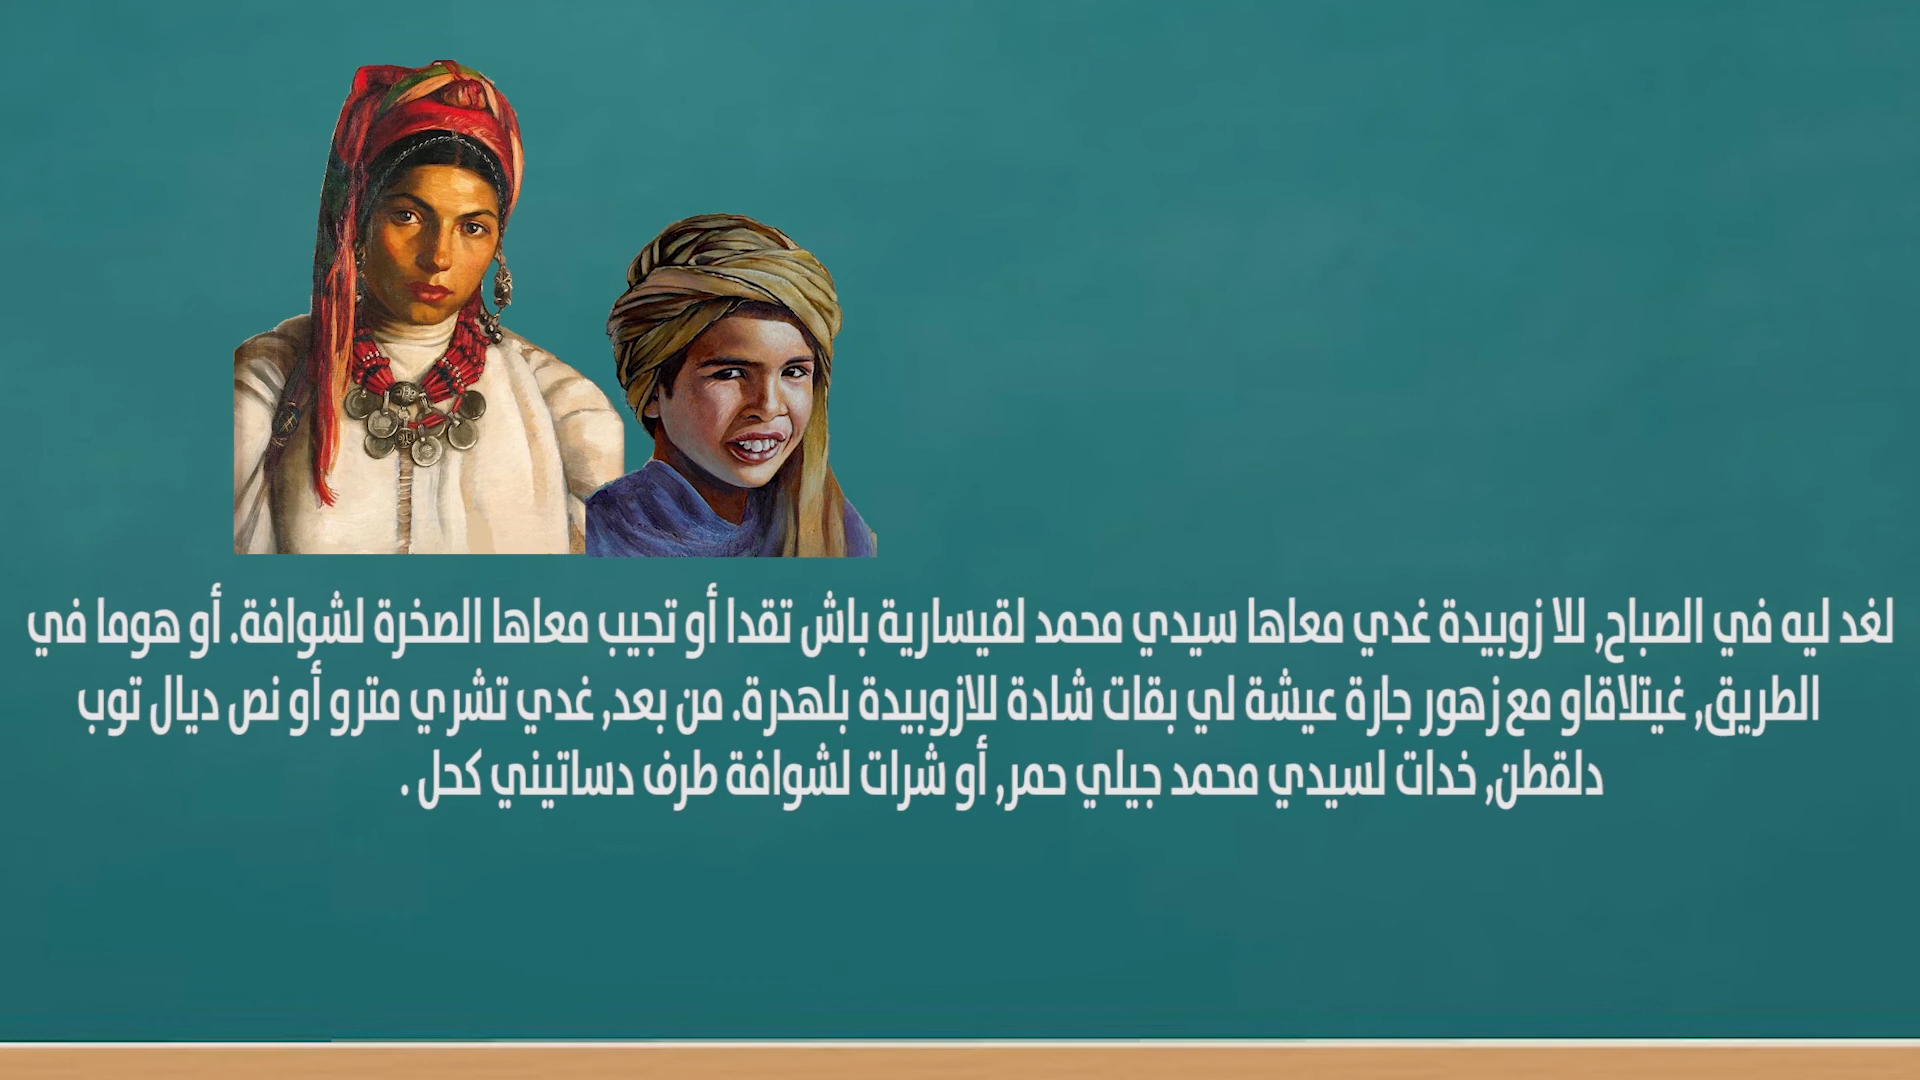 لغد ليه في الصباح, للا زوبيدة غدي معاها سيدي محمد لقيسارية باش تقدا أو تجيب معاها الصخرة لشوافة. أو هوما في
الطريق, غيتلاقاو مع زهور جارة عيشة لي بقات شادة للازوبيدة بلهدرة. من بعد, غدي تشري مترو أو نص ديال توب
دلقطن, خدات لسيدي محمد جيلي حمر, أو شرات لشوافة طرف دساتيني كحل .